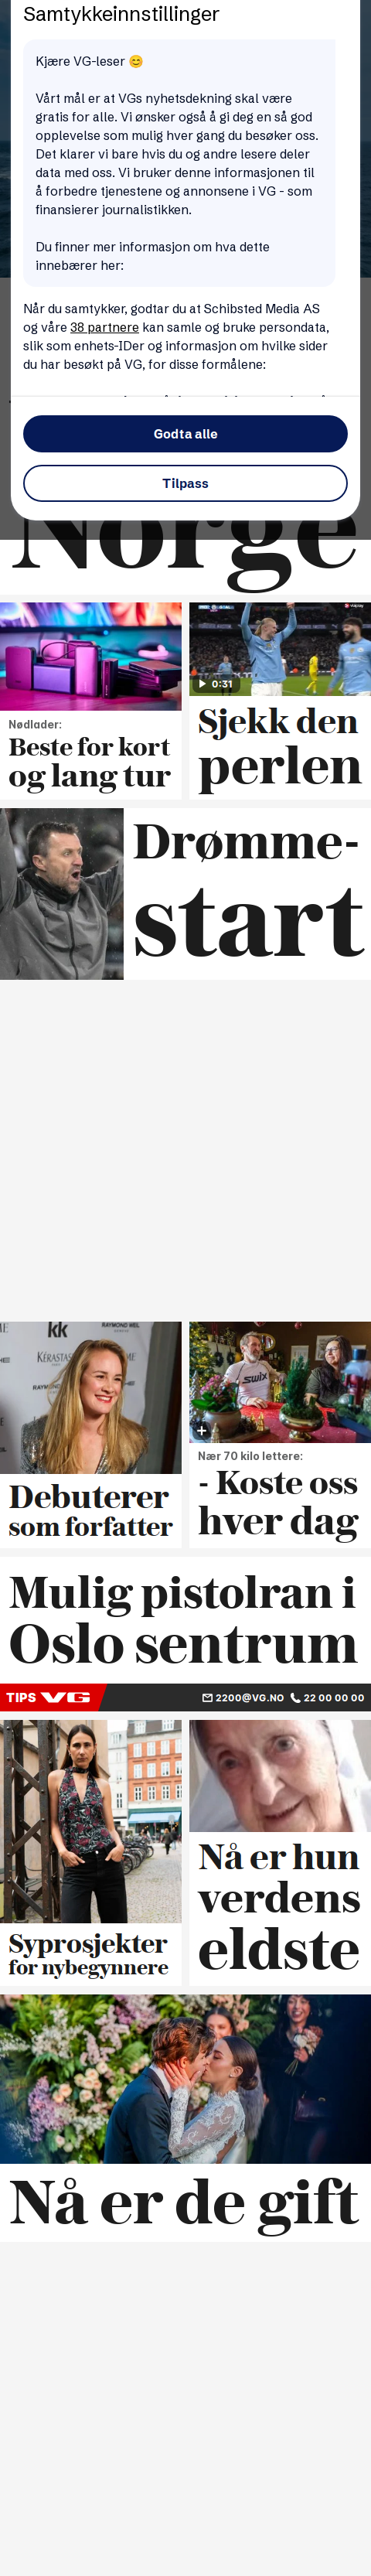 Samtykkeinnstillinger
Kjære VG-leser 😊
Vårt mål er at VGs nyhetsdekning skal være
gratis for alle. Vi ønsker også å gi deg en så god
opplevelse som mulig hver gang du besøker oss.
Det klarer vi bare hvis du og andre lesere deler
data med oss. Vi bruker denne informasjonen til
å forbedre tjenestene og annonsene i VG - som
finansierer journalistikken.
Du finner mer informasjon om hva dette
innebærer her:
Når du samtykker, godtar du at Schibsted Media AS
og våre 38 partnere kan samle og bruke persondata,
slik som enhets-IDer og informasjon om hvilke sider
du har besøkt på VG, for disse formålene:
Godta alle
Tilpass
Norge
Nødlader:
Beste for kort
og lang tur
viaplay
0:31
Sjekk den
perlen
Drømme-
start
kk
KÉRASTAS
Debuterer
som forfatter
SWIX
Nær 70 kilo lettere:
- Koste oss
hver dag
Mulig pistolran i
Oslo sentrum
TIPS VG 2200@VG.NO 22 00 00 00
Syprosjekter
for nybegynnere
Nå er hun
verdens
eldste
Nå er de gift